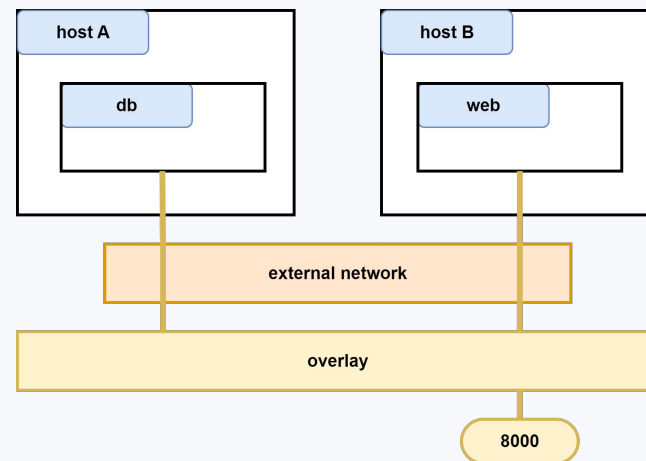 host A
host B
db
web
external network
overlay
8000